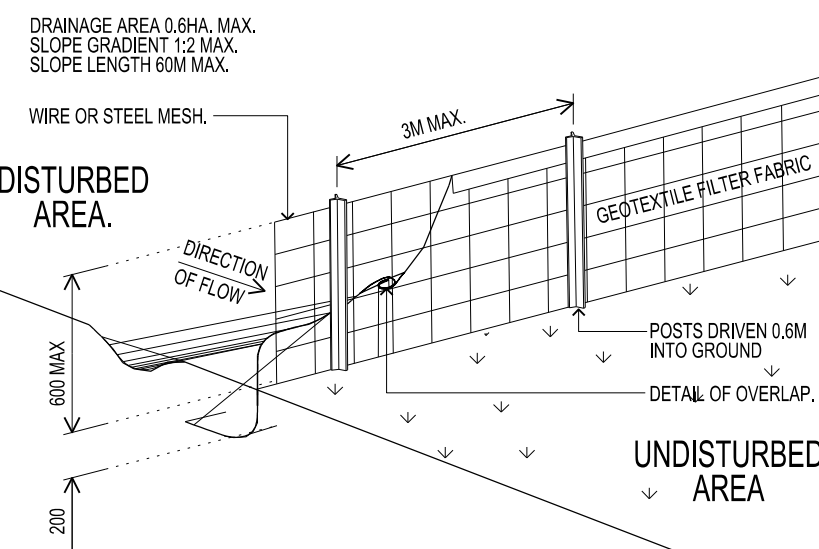 DRAINAGE AREA 0.6HA. MAX.
SLOPE GRADIENT 1:2 MAX.
SLOPE LENGTH 60M MAX.
WIRE OR STEEL MESH.
3M MAX.
DISTURBED
AREA.
GEOTEXTILE FILTER FABRIC
DIRECTION
OF FLOW
600 MAX
POSTS DRIVEN 0.6M
INTO GROUND
DETAIL OF OVERLAP.
UNDISTURBED
AREA
200